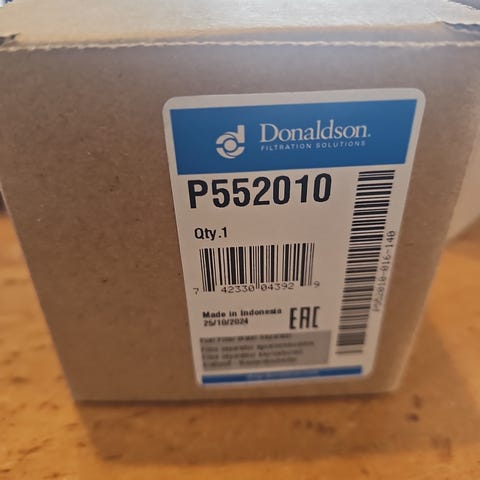 Donaldson.
FILTRATION SOLUTIONS
P552010
Qty.1
7 42330 04392 9
Made in Indonesia
25/10/2024
EAC
P552010-016-140